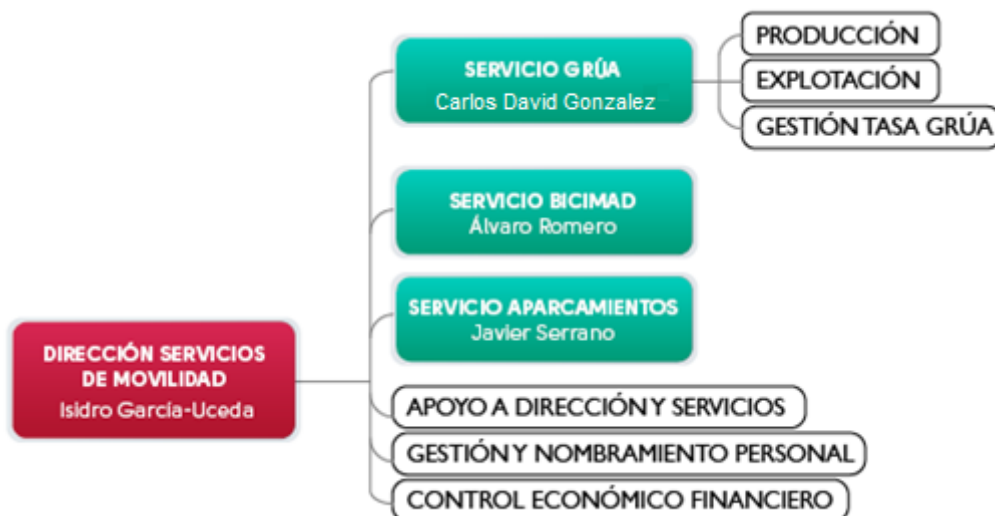 SERVICIO GRÚA
Carlos David Gonzalez
PRODUCCIÓN
EXPLOTACIÓN
GESTIÓN TASA GRÚA
SERVICIO BICIMAD
Álvaro Romero
SERVICIO APARCAMIENTOS
Javier Serrano
DIRECCIÓN SERVICIOS
DE MOVILIDAD
Isidro García-Uceda
APOYO A DIRECCIÓN Y SERVICIOS
GESTIÓN Y NOMBRAMIENTO PERSONAL
CONTROL ECONÓMICO FINANCIERO